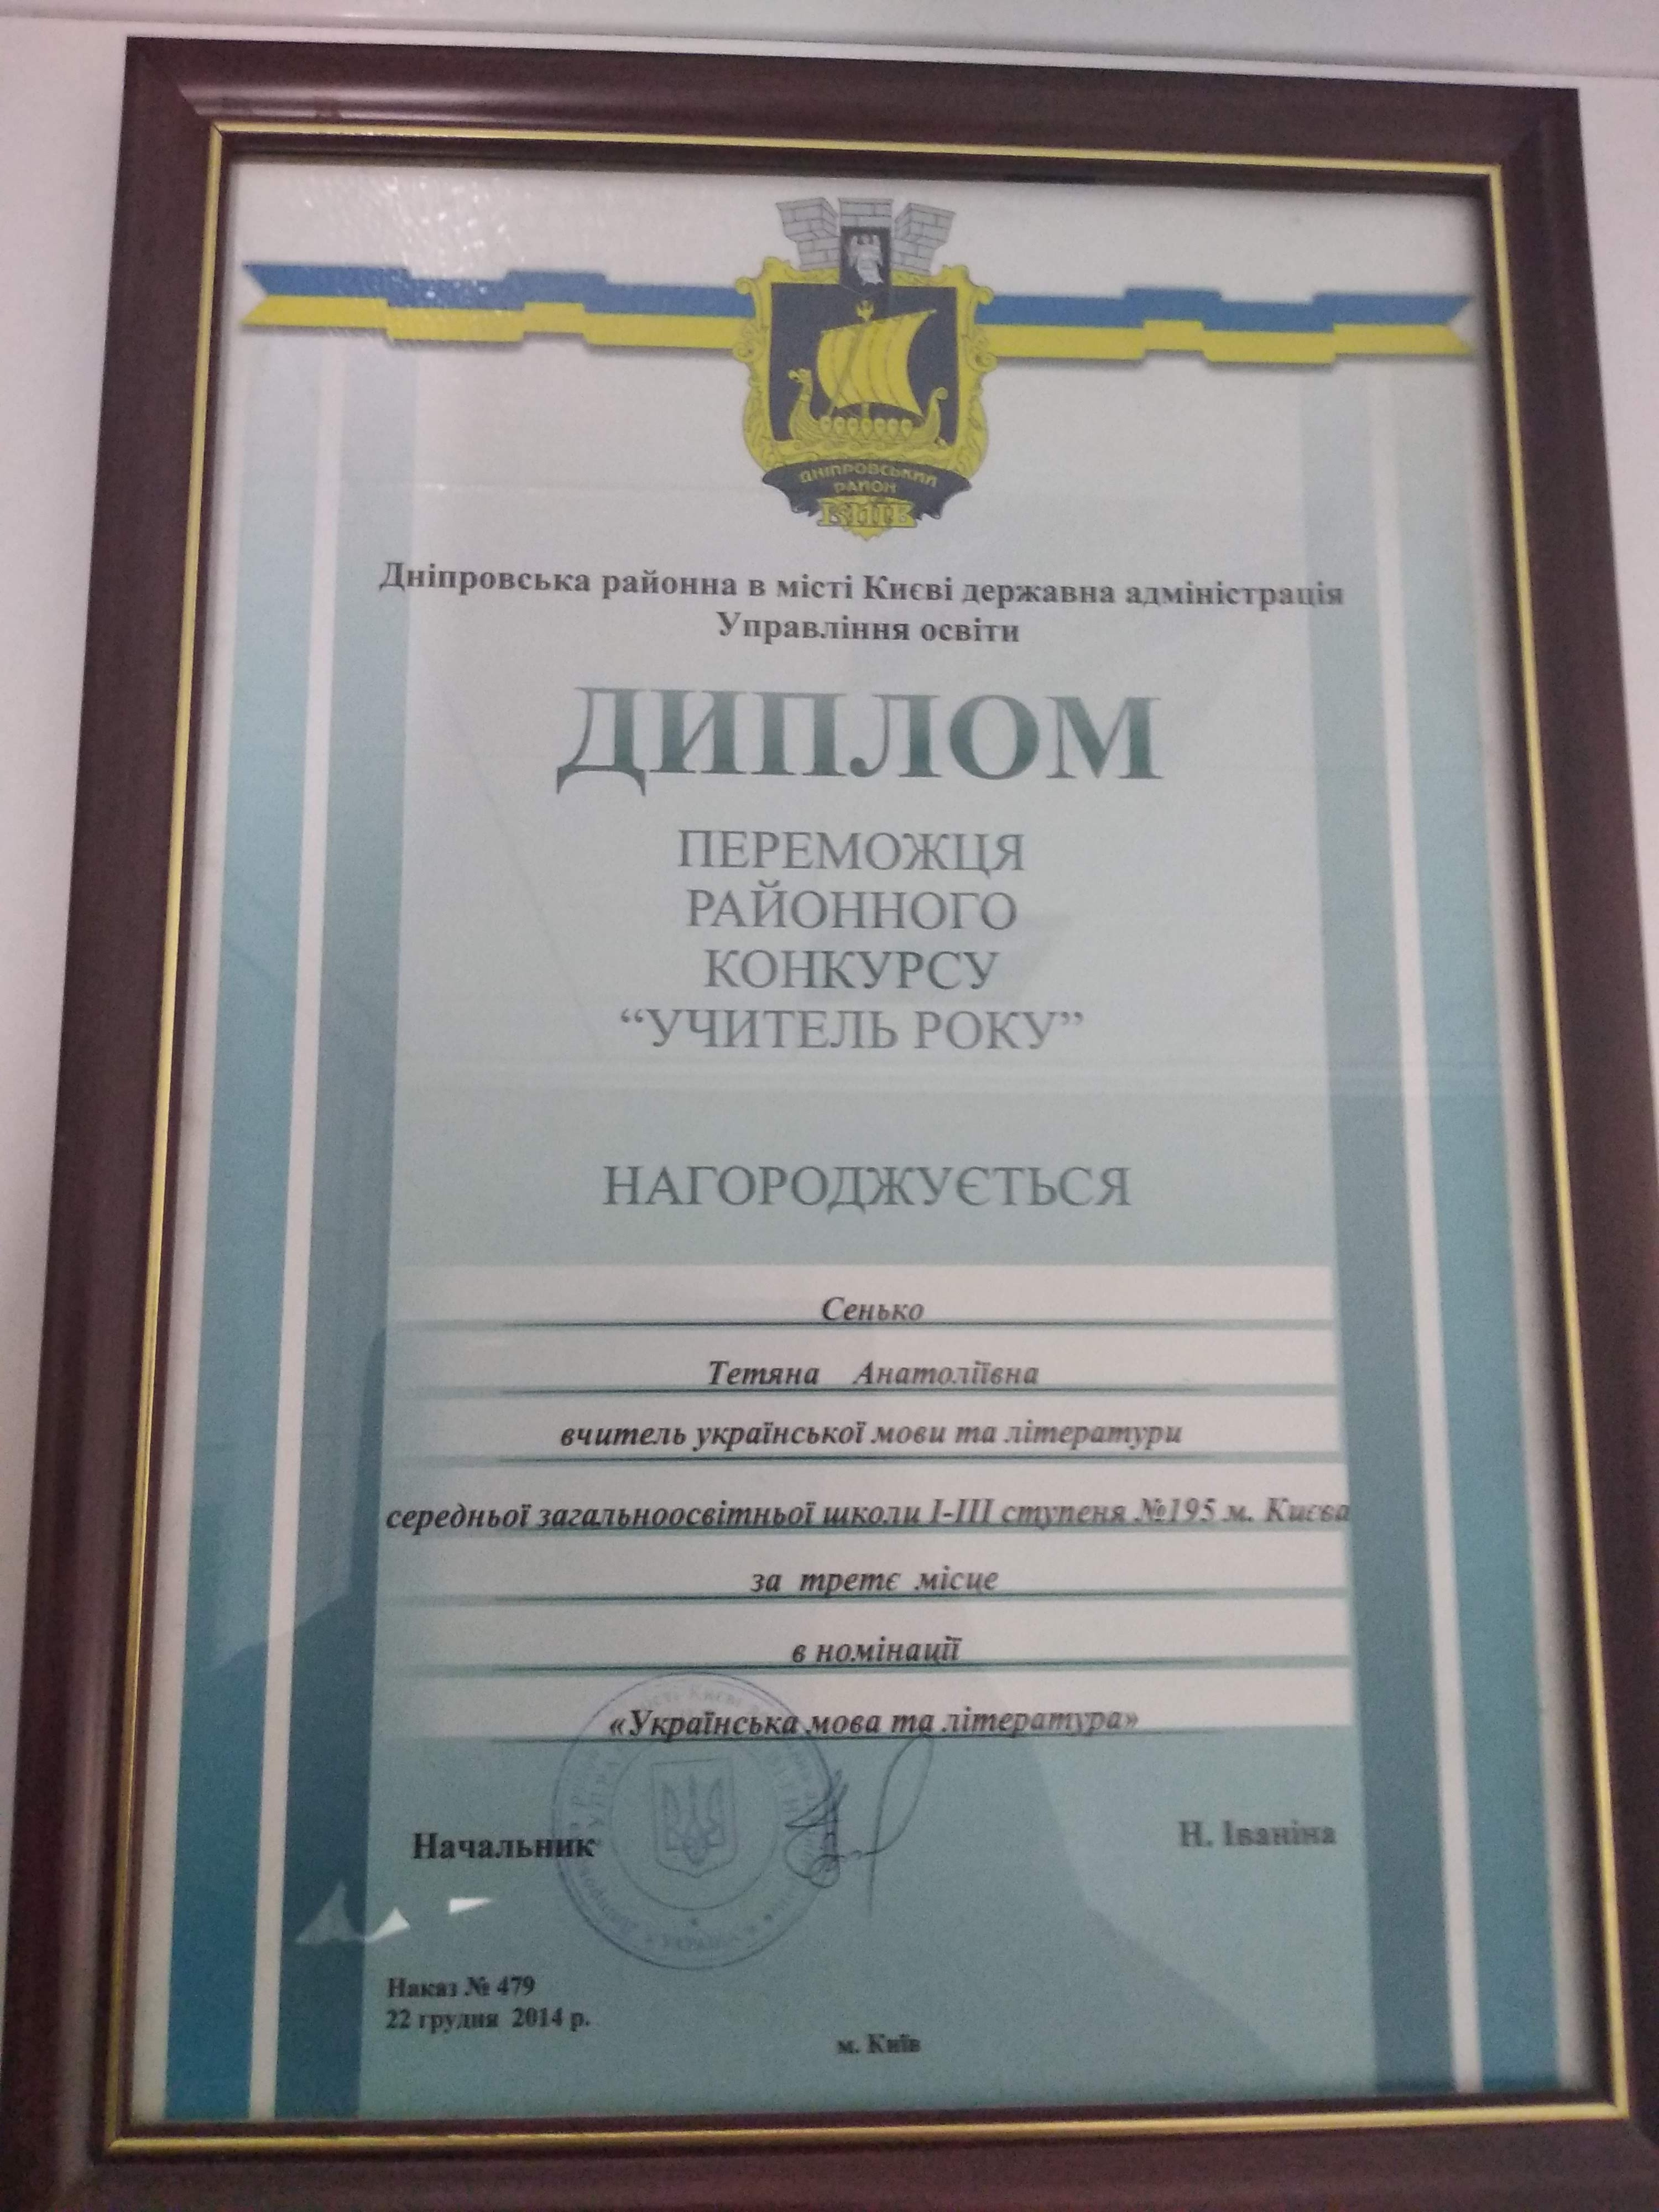 ДНІПРОВСЬКИЙ
РАЙОН
КИЇВ
Дніпровська районна в місті Києві державна адміністрація
Управління освіти
ДИПЛОМ
ПЕРЕМОЖЦЯ
РАЙОННОГО
КОНКУРСУ
“УЧИТЕЛЬ РОКУ”
НАГОРОДЖУЄТЬСЯ
Сенько
Тетяна Анатоліївна
вчитель української мови та літератури
середньої загальноосвітньої школи І-ІІІ ступеня №195 м. Києва
за третє місце
в номінації
«Українська мова та література»
Начальник
Н. Іваніна
Наказ № 479
22 грудня 2014 р.
м. Київ